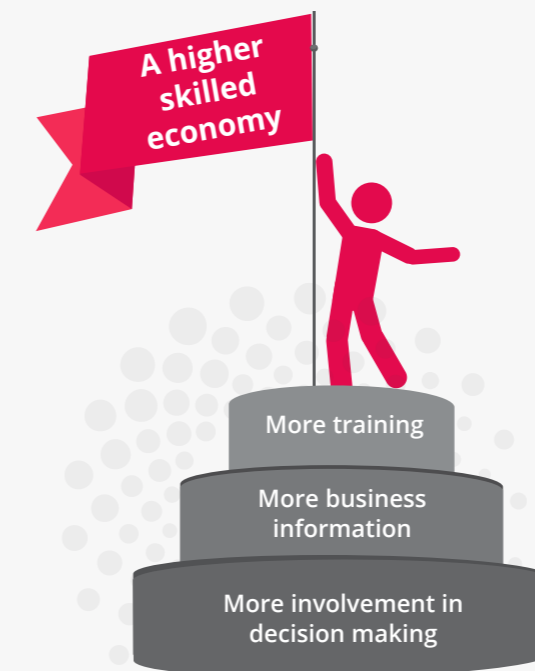 A higher
skilled
economy
More training
More business
information
More involvement in
decision making